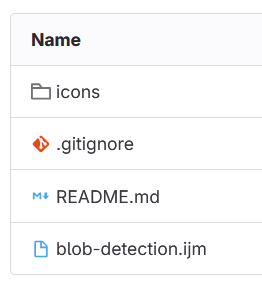 Name
icons
.gitignore
README.md
blob-detection.ijm